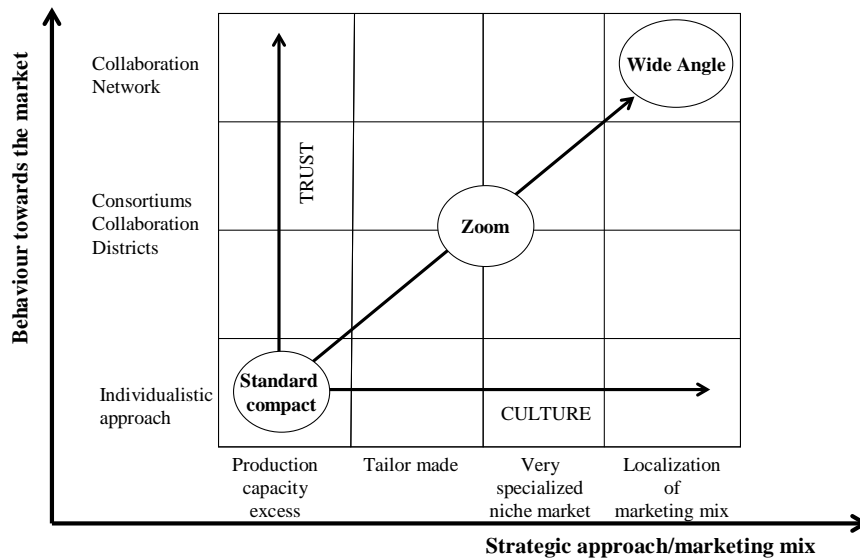 Behaviour towards the market
Collaboration
Network
Wide Angle
TRUST
Consortiums
Collaboration
Districts
Zoom
Individualistic
approach
Standard
compact
CULTURE
Production
capacity
excess
Tailor made
Very
specialized
niche market
Localization
of
marketing mix
Strategic approach/marketing mix